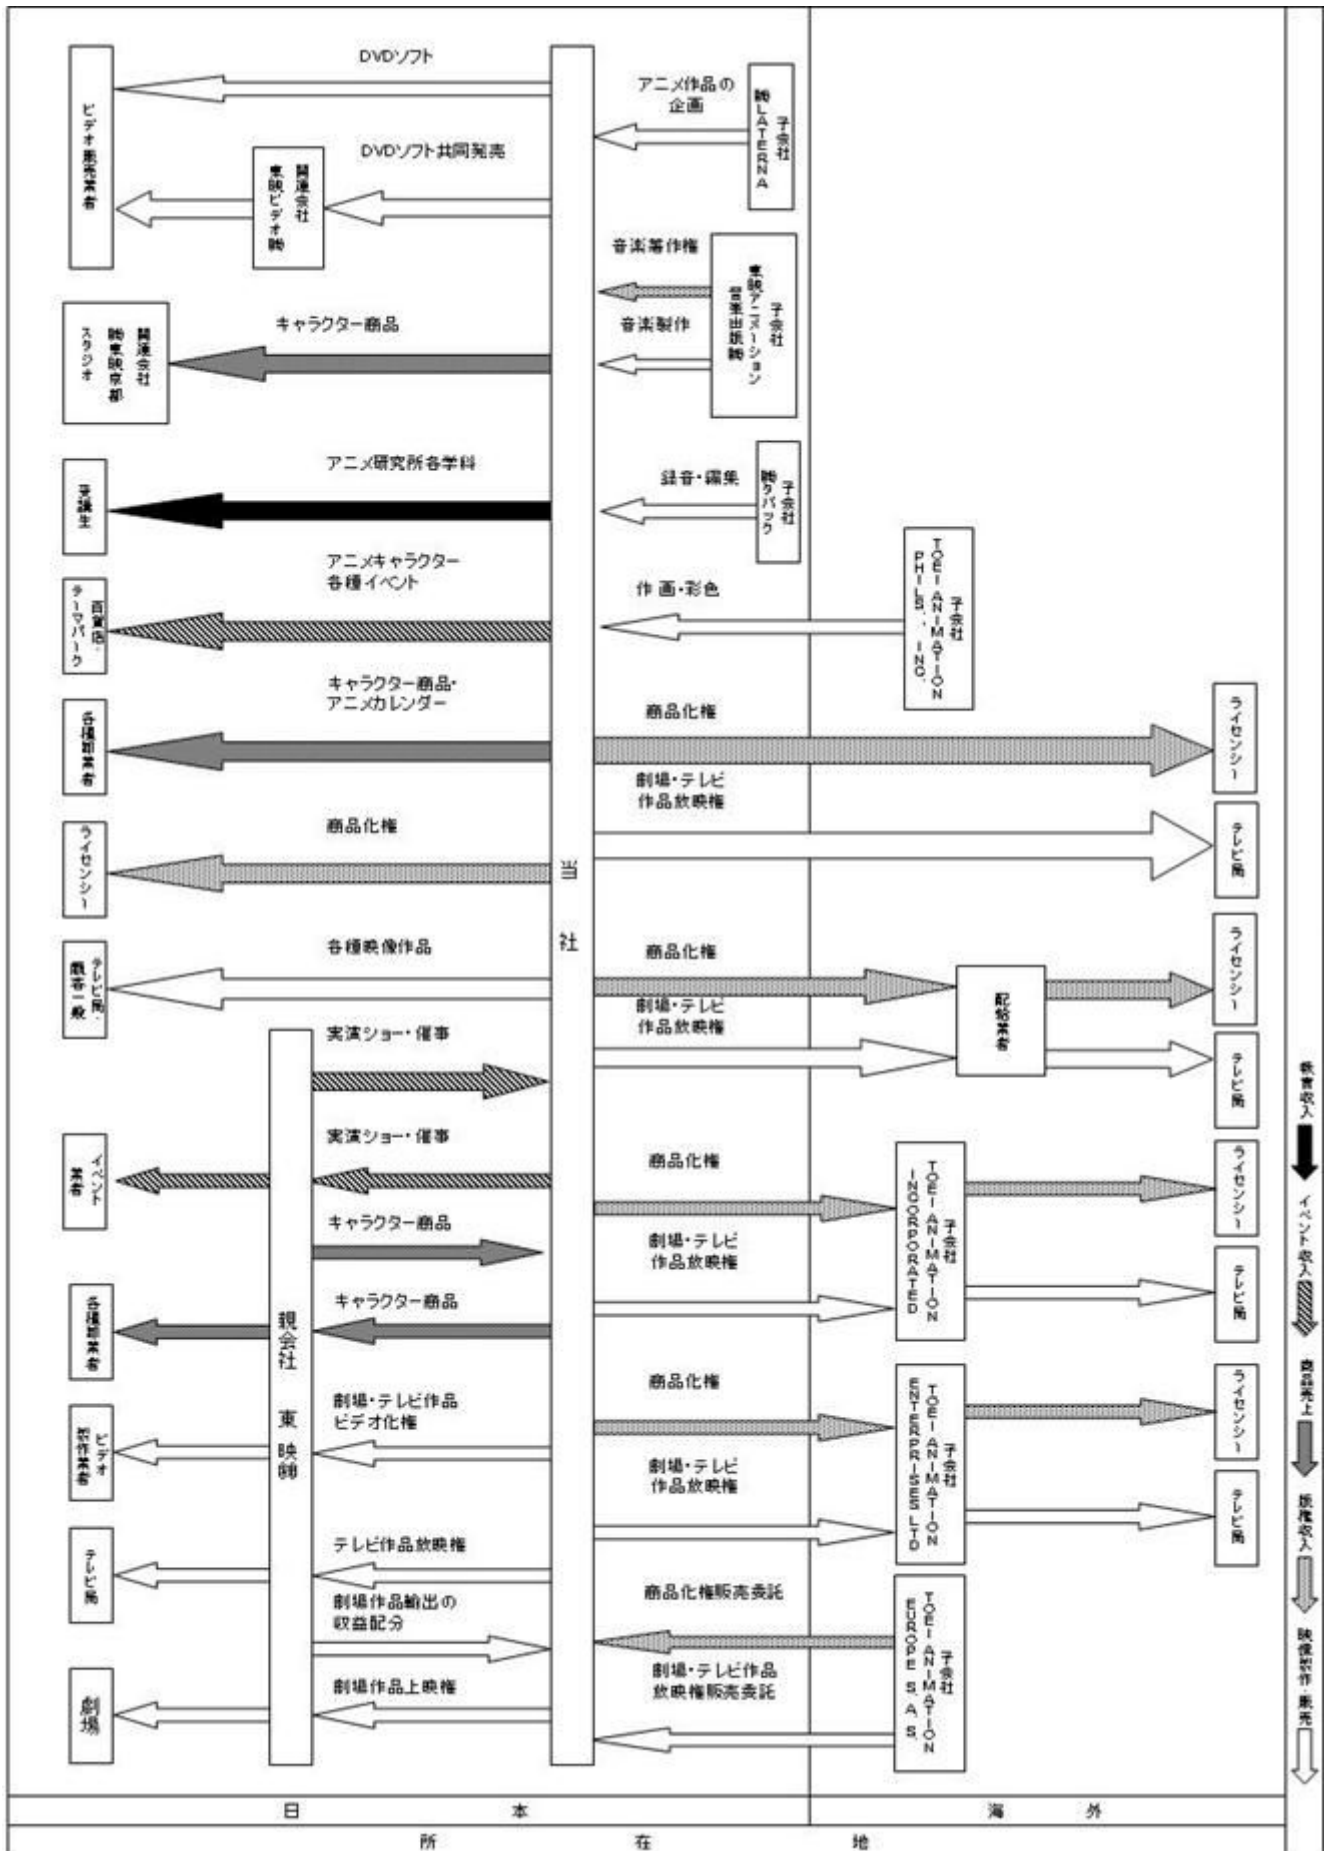 DVDソフト
ビデオ販売業者
DVDソフト共同発売
関連会社
東映ビデオ㈱
アニメ作品の
企画
子会社
㈱LATERNA
音楽著作権
音楽製作
子会社
東映アニメーション
音楽出版㈱
キャラクター商品
関連会社
㈱東映京都
スタジオ
アニメ研究所各学科
受講生
録音・編集
子会社
㈱タバック
アニメキャラクター
各種イベント
百貨店・
テーマパーク
作画・彩色
子会社
TOEI ANIMATION
PHILS., INC.
キャラクター商品・
アニメカレンダー
各種卸業者
商品化権
ライセンシー
劇場・テレビ
作品放映権
テレビ局
商品化権
ライセンシー
当社
各種映像作品
テレビ局・
顧客一般
商品化権
ライセンシー
劇場・テレビ
作品放映権
配給業者
テレビ局
実演ショー・催事
実演ショー・催事
イベント
業者
キャラクター商品
キャラクター商品
各種卸業者
親会社 東映㈱
商品化権
劇場・テレビ
作品放映権
子会社
TOEI ANIMATION
INCORPORATED
ライセンシー
テレビ局
劇場・テレビ作品
ビデオ化権
ビデオ
製作業者
商品化権
劇場・テレビ
作品放映権
子会社
TOEI ANIMATION
ENTERPRISES LTD
ライセンシー
テレビ局
テレビ作品放映権
テレビ局
劇場作品輸出の
収益配分
劇場作品上映権
劇場
商品化権販売委託
劇場・テレビ作品
放映権販売委託
子会社
TOEI ANIMATION
EUROPE S.A.S.
教育収入
イベント収入
商品売上
版権収入
映像製作・販売
日本
海外
所在地